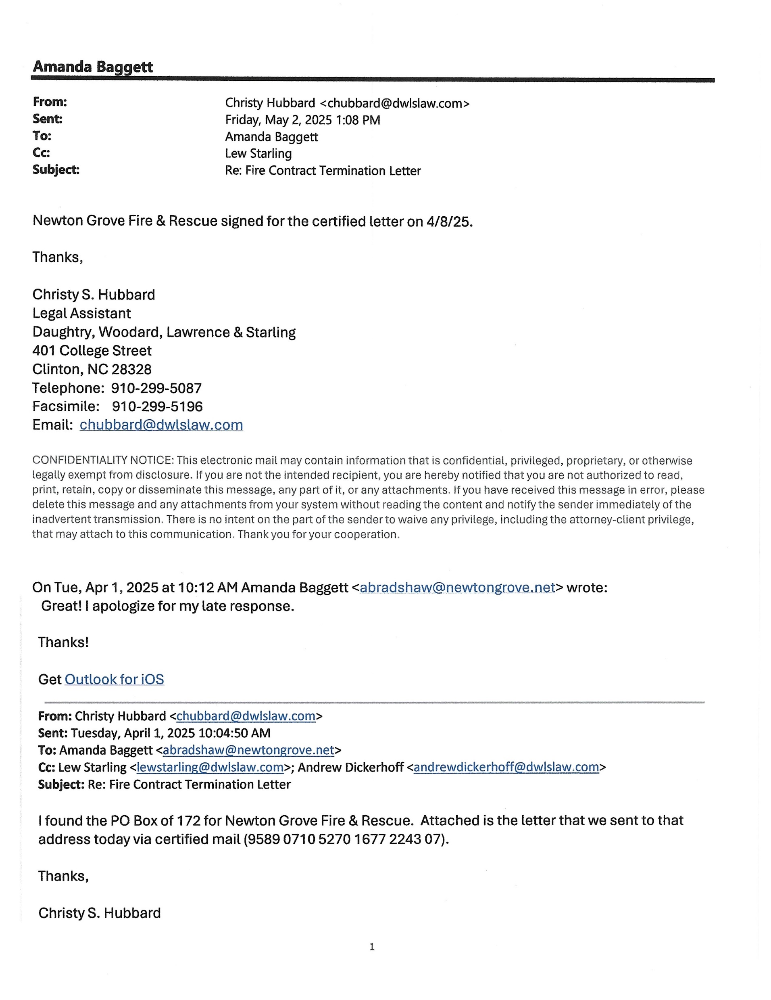 Amanda Baggett
From: Christy Hubbard <chubbard@dwlslaw.com>
Sent: Friday, May 2, 2025 1:08 PM
To: Amanda Baggett
Cc: Lew Starling
Subject: Re: Fire Contract Termination Letter
Newton Grove Fire & Rescue signed for the certified letter on 4/8/25.
Thanks,
Christy S. Hubbard
Legal Assistant
Daughtry, Woodard, Lawrence & Starling
401 College Street
Clinton, NC 28328
Telephone: 910-299-5087
Facsimile: 910-299-5196
Email: chubbard@dwlslaw.com
CONFIDENTIALITY NOTICE: This electronic mail may contain information that is confidential, privileged, proprietary, or otherwise
legally exempt from disclosure. If you are not the intended recipient, you are hereby notified that you are not authorized to read,
print, retain, copy or disseminate this message, any part of it, or any attachments. If you have received this message in error, please
delete this message and any attachments from your system without reading the content and notify the sender immediately of the
inadvertent transmission. There is no intent on the part of the sender to waive any privilege, including the attorney-client privilege,
that may attach to this communication. Thank you for your cooperation.
On Tue, Apr 1, 2025 at 10:12 AM Amanda Baggett <abradshaw@newtongrove.net> wrote:
Great! I apologize for my late response.
Thanks!
Get Outlook for iOS
From: Christy Hubbard <chubbard@dwlslaw.com>
Sent: Tuesday, April 1, 2025 10:04:50 AM
To: Amanda Baggett <abradshaw@newtongrove.net>
Cc: Lew Starling <lewstarling@dwlslaw.com>; Andrew Dickerhoff <andrewdickerhoff@dwlslaw.com>
Subject: Re: Fire Contract Termination Letter
I found the PO Box of 172 for Newton Grove Fire & Rescue. Attached is the letter that we sent to that
address today via certified mail (9589 0710 5270 1677 2243 07).
Thanks,
Christy S. Hubbard
1